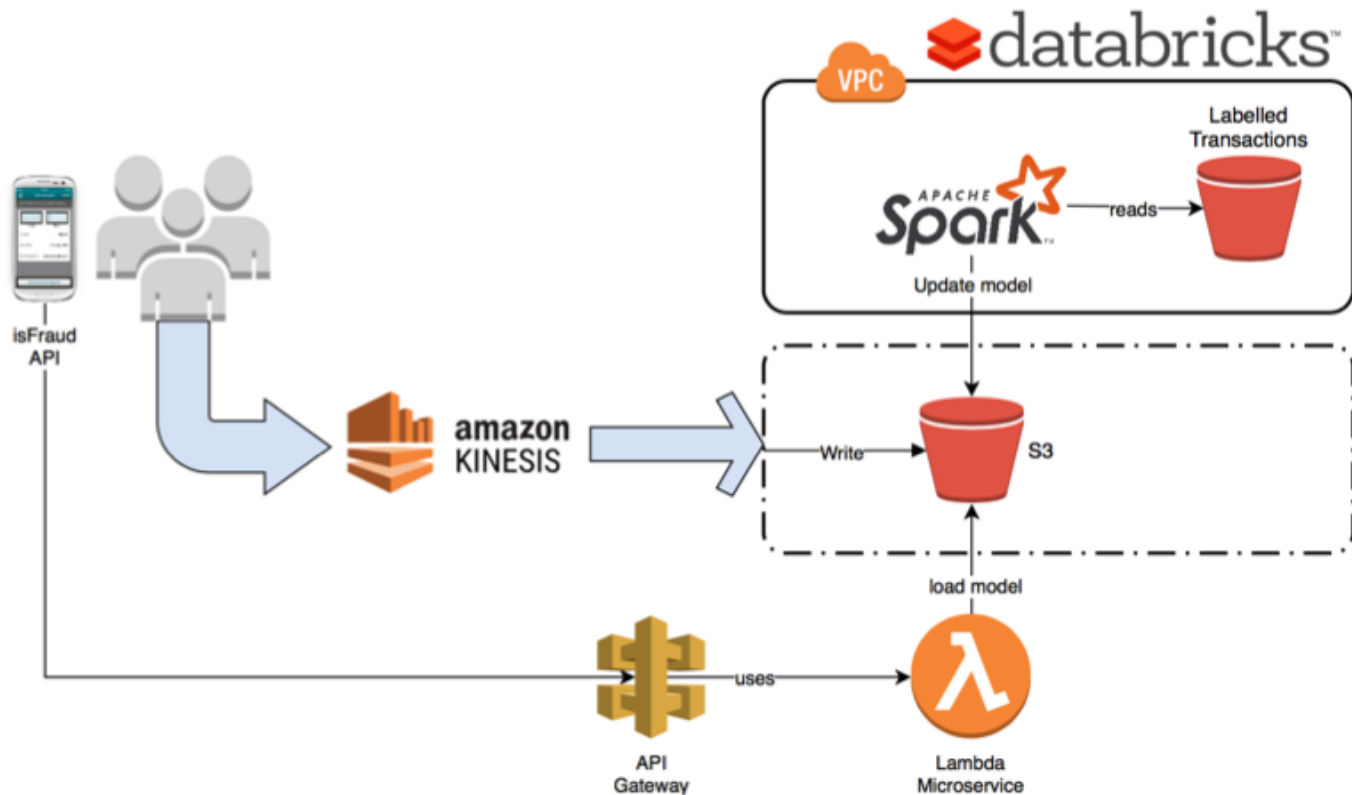 databricks™
VPC
Labelled
Transactions
APACHE
Spark
reads
Update model
isFraud
API
amazon
KINESIS
Write
S3
load model
uses
API
Gateway
Lambda
Microservice